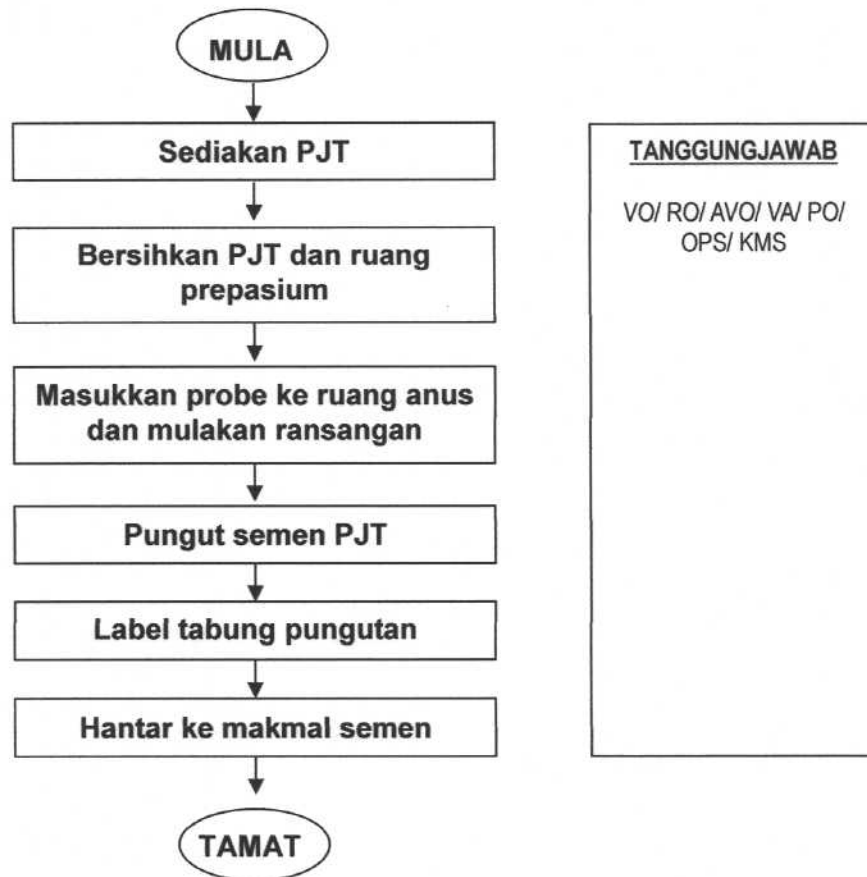 MULA
Sediakan PJT
Bersihkan PJT dan ruang
prepasium
Masukkan probe ke ruang anus
dan mulakan ransangan
Pungut semen PJT
Label tabung pungutan
Hantar ke makmal semen
TAMAT
TANGGUNGJAWAB
VO/ RO/ AVO/ VA/ PO/
OPS/ KMS